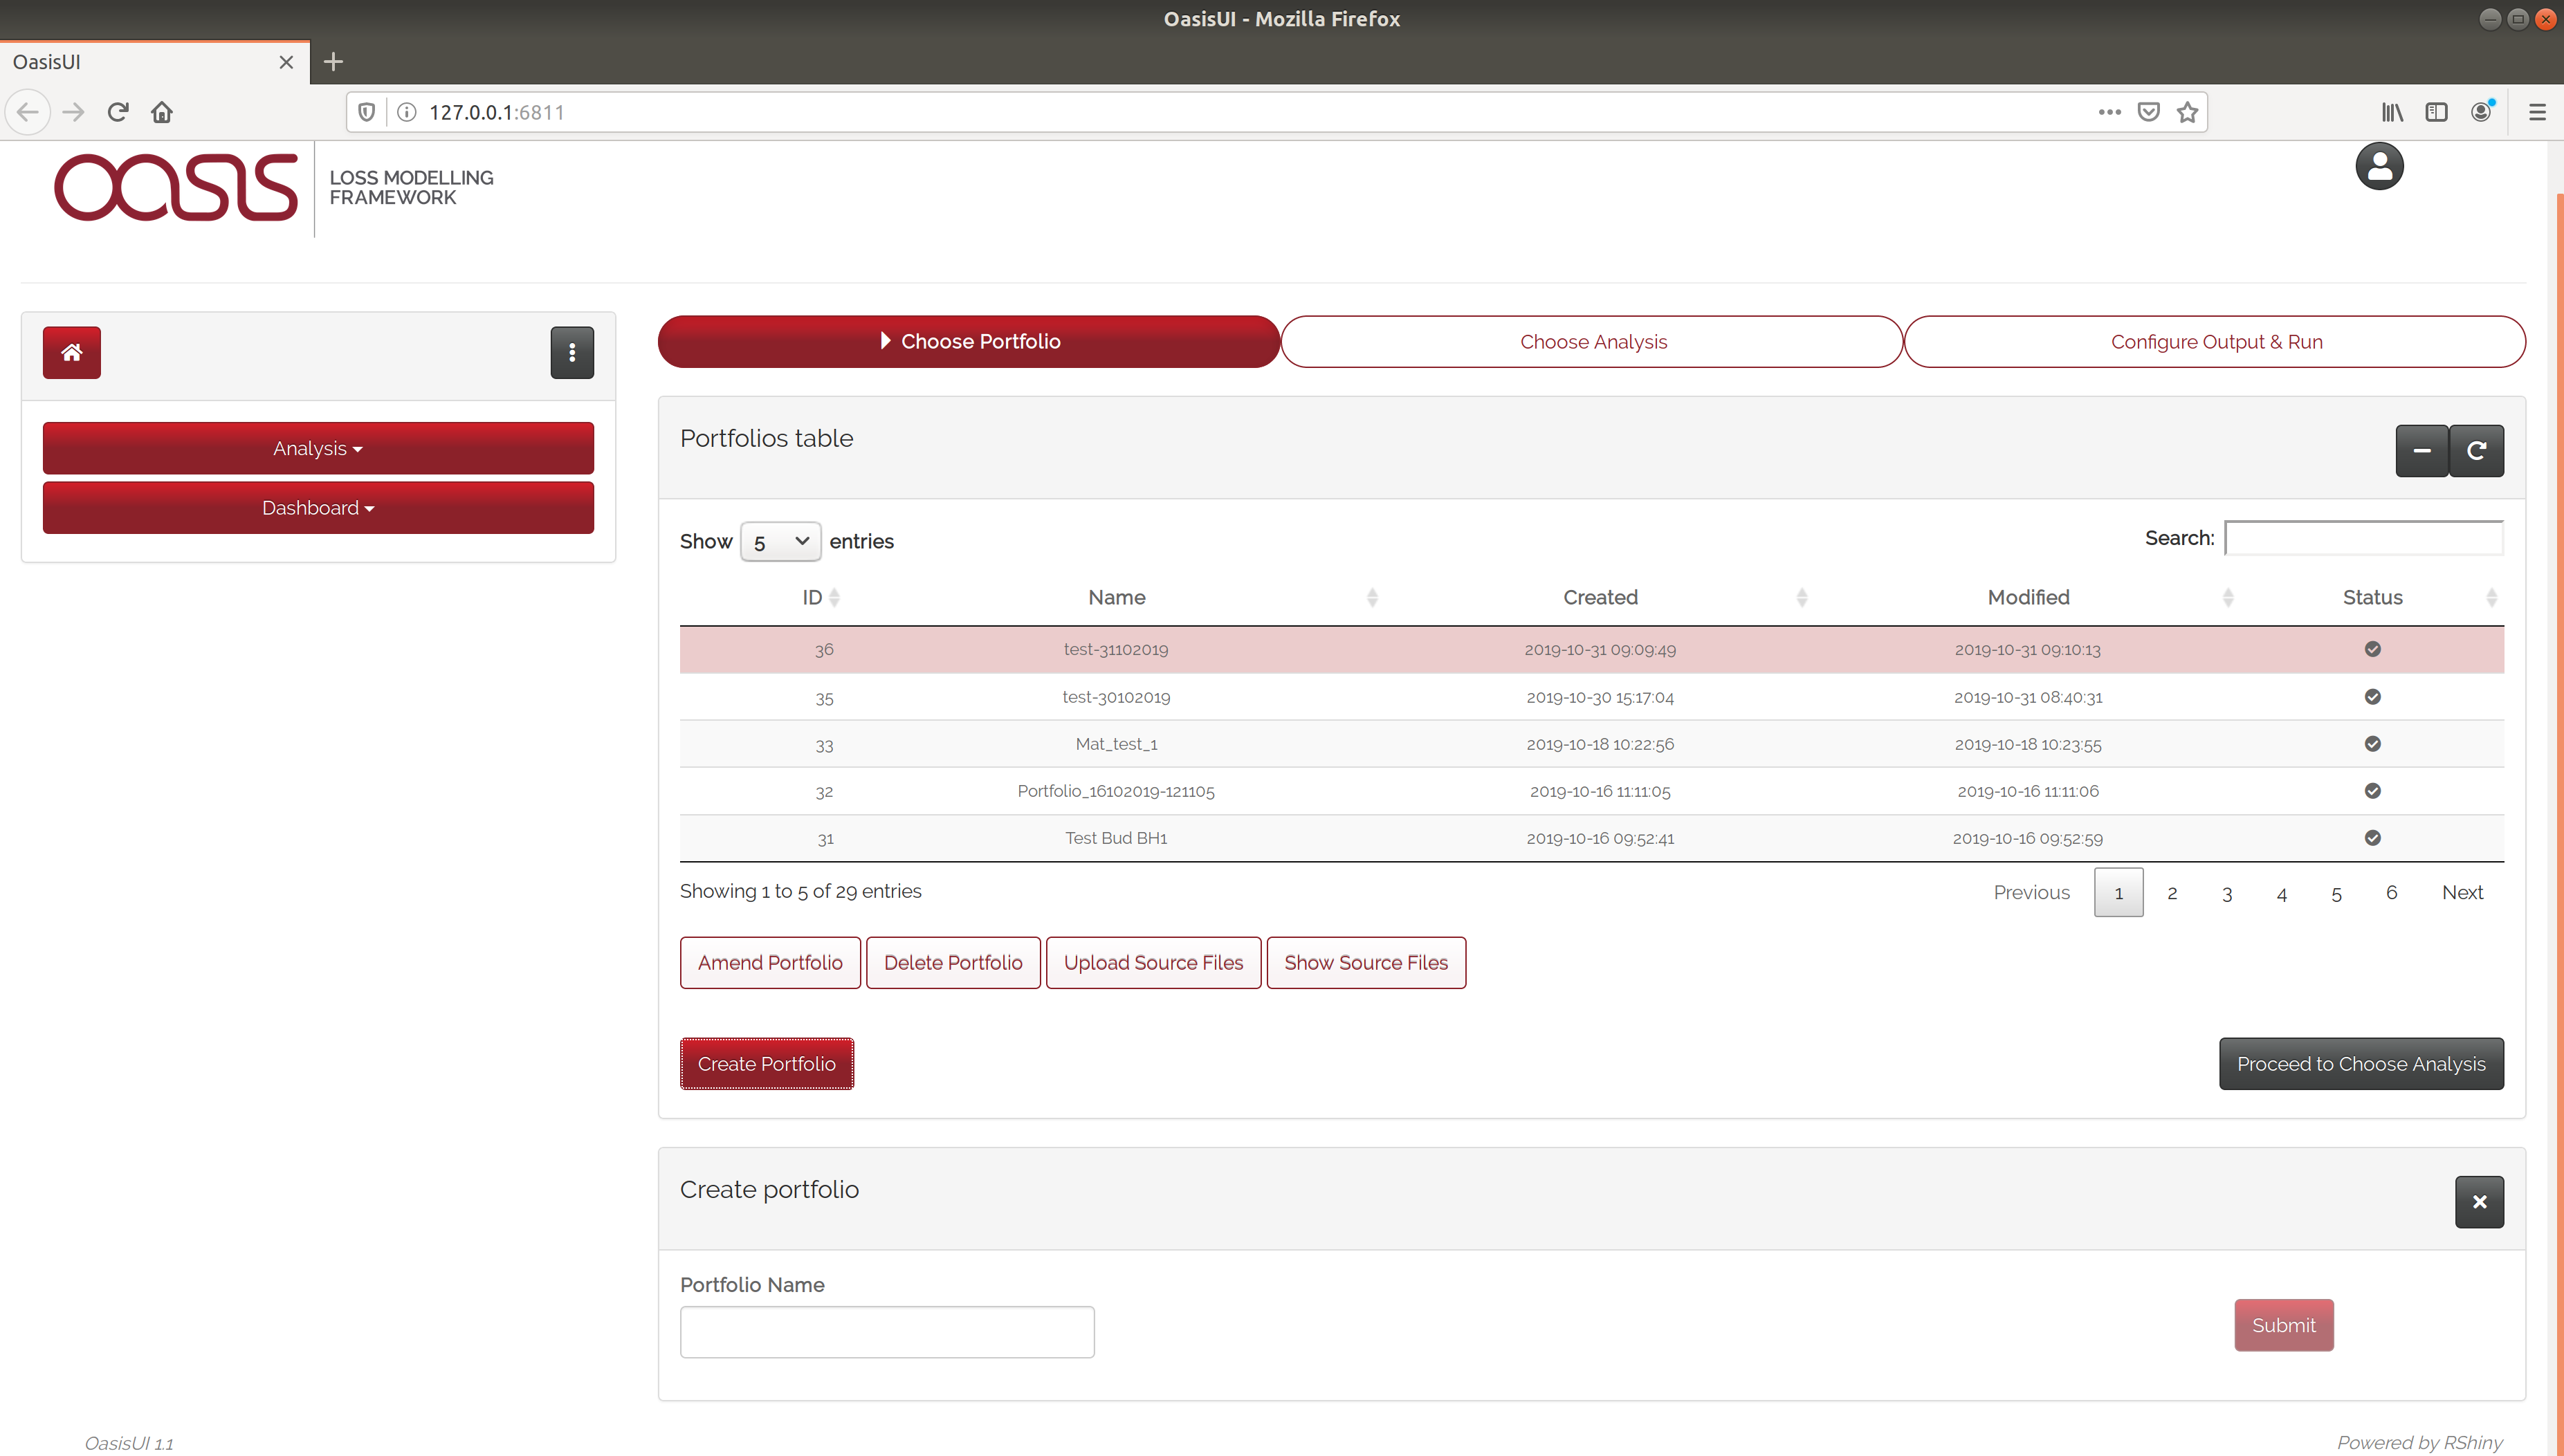 OasisUI - Mozilla Firefox
OasisUI
127.0.0.1:6811
OASIS
LOSS MODELLING
FRAMEWORK
Choose Portfolio
Choose Analysis
Configure Output & Run
Analysis
Dashboard
Portfolios table
Show 5 entries
Search:
ID Name Created Modified Status
36 test-31102019 2019-10-31 09:09:49 2019-10-31 09:10:13
35 test-30102019 2019-10-30 15:17:04 2019-10-31 08:40:31
33 Mat_test_1 2019-10-18 10:22:56 2019-10-18 10:23:55
32 Portfolio_16102019-121105 2019-10-16 11:11:05 2019-10-16 11:11:06
31 Test Bud BH1 2019-10-16 09:52:41 2019-10-16 09:52:59
Showing 1 to 5 of 29 entries
Previous 1 2 3 4 5 6 Next
Amend Portfolio Delete Portfolio Upload Source Files Show Source Files
Create Portfolio
Proceed to Choose Analysis
Create portfolio
Portfolio Name
Submit
OasisUI 1.1
Powered by RShiny